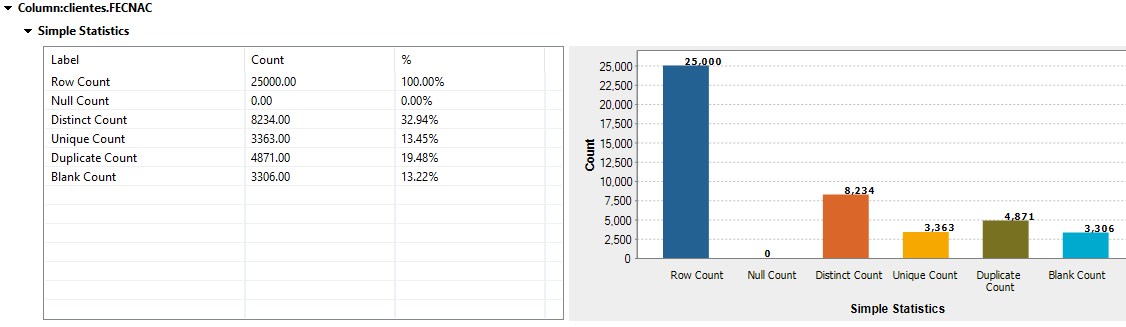 Column:clientes.FECNAC
Simple Statistics
Label Count %
Row Count 25000.00 100.00%
Null Count 0.00 0.00%
Distinct Count 8234.00 32.94%
Unique Count 3363.00 13.45%
Duplicate Count 4871.00 19.48%
Blank Count 3306.00 13.22%
Count
25,000
22,500
20,000
17,500
15,000
12,500
10,000
7,500
5,000
2,500
0
25,000
0
8,234
3,363
4,871
3,306
Row Count Null Count Distinct Count Unique Count Duplicate Count Blank Count
Simple Statistics